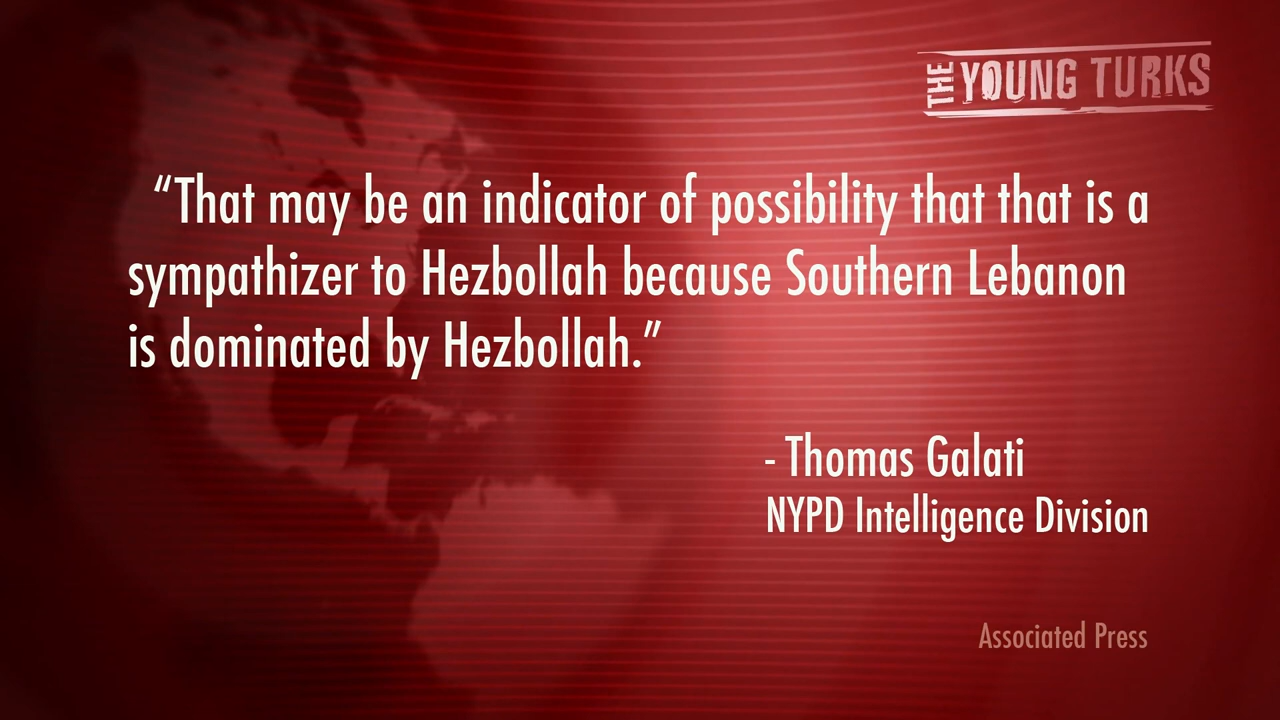 THE YOUNG TURKS
“That may be an indicator of possibility that that is a
sympathizer to Hezbollah because Southern Lebanon
is dominated by Hezbollah.”
- Thomas Galati
NYPD Intelligence Division
Associated Press